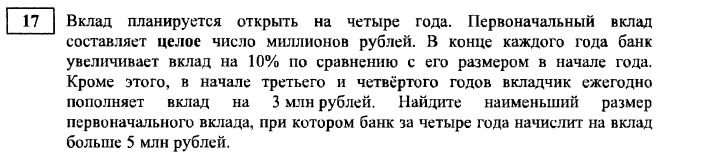 17 Вклад планируется открыть на четыре года. Первоначальный вклад
составляет целое число миллионов рублей. В конце каждого года банк
увеличивает вклад на 10% по сравнению с его размером в начале года.
Кроме этого, в начале третьего и четвёртого годов вкладчик ежегодно
пополняет вклад на 3 млн рублей. Найдите наименьший размер
первоначального вклада, при котором банк за четыре года начислит на вклад
больше 5 млн рублей.